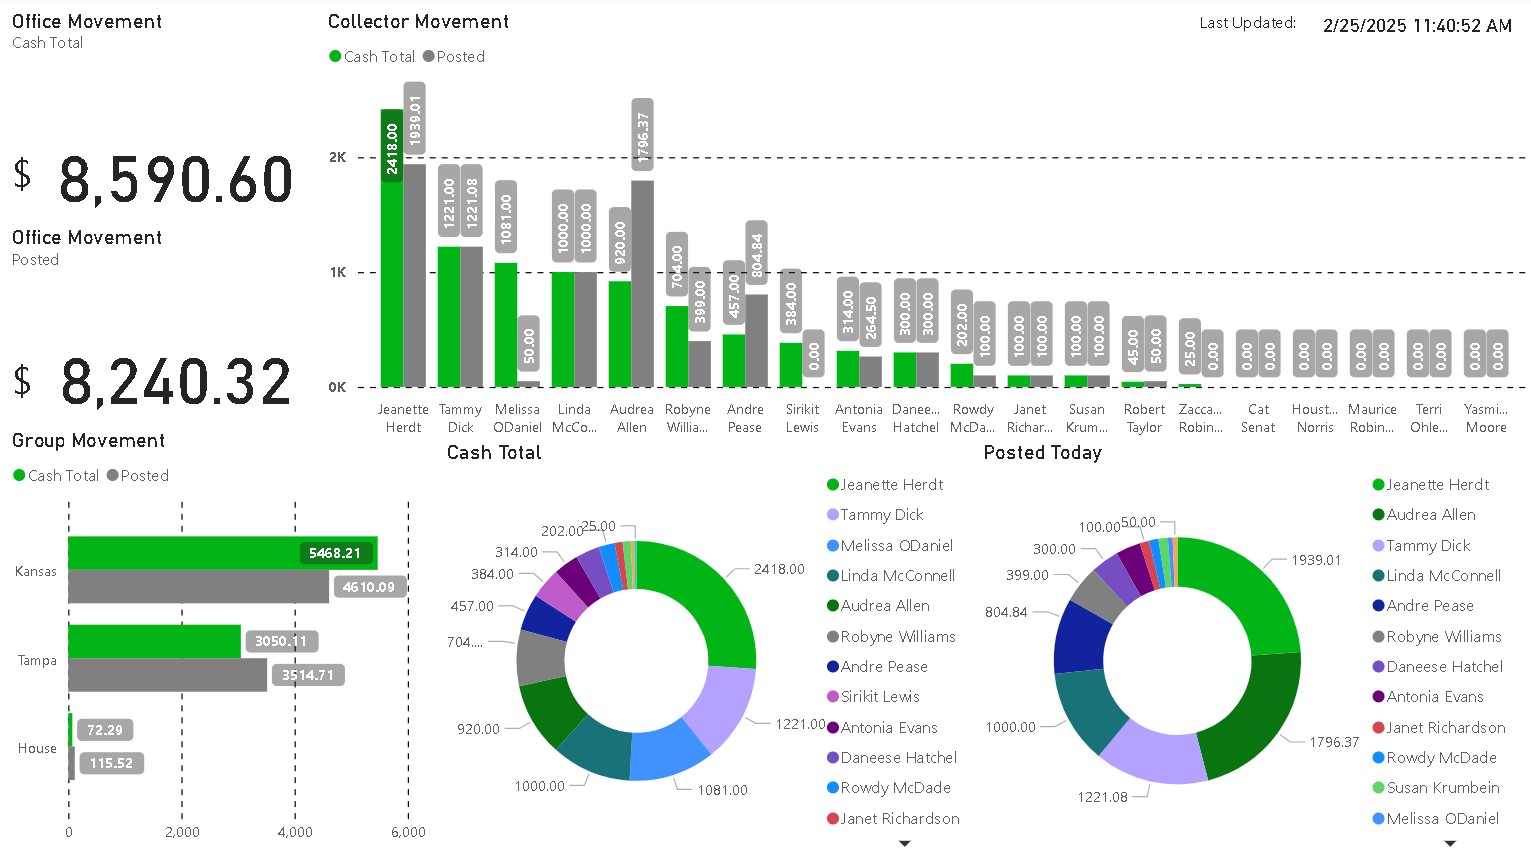 Office Movement
Cash Total
$ 8,590.60
Office Movement
Posted
$ 8,240.32
Collector Movement
Cash Total Posted
Last Updated: 2/25/2025 11:40:52 AM
2K
1K
0K
2418.00 1939.01
1221.00 1221.08
1081.00 50.00
1000.00 1000.00
920.00 1796.37
704.00 399.00
457.00 804.84
384.00 0.00
314.00 264.50
300.00 300.00
202.00 100.00
100.00 100.00
100.00 100.00
45.00 50.00
25.00 0.00
0.00 0.00
0.00 0.00
0.00 0.00
0.00 0.00
0.00 0.00
Jeanette Tammy Melissa Linda Audrea Robyne Andre Sirikit Antonia Danee... Rowdy Janet Susan Robert Zacca... Cat Houst... Maurice Terri Yasmi...
Herdt Dick ODaniel McCo... Allen Willia... Pease Lewis Evans Hatchel McDa... Richar... Krum... Taylor Robin... Senat Norris Robin... Ohle... Moore
Group Movement
Cash Total Posted
Kansas
5468.21
4610.09
Tampa
3050.11
3514.71
House
72.29
115.52
0 2,000 4,000 6,000
Cash Total
25.00
202.00
314.00
384.00
457.00
704....
920.00
1000.00
1081.00
1221.00
2418.00
Jeanette Herdt
Tammy Dick
Melissa ODaniel
Linda McConnell
Audrea Allen
Robyne Williams
Andre Pease
Sirikit Lewis
Antonia Evans
Daneese Hatchel
Rowdy McDade
Janet Richardson
Posted Today
50.00
100.00
300.00
399.00
804.84
1000.00
1221.08
1796.37
1939.01
Jeanette Herdt
Audrea Allen
Tammy Dick
Linda McConnell
Andre Pease
Robyne Williams
Daneese Hatchel
Antonia Evans
Janet Richardson
Rowdy McDade
Susan Krumbein
Melissa ODaniel